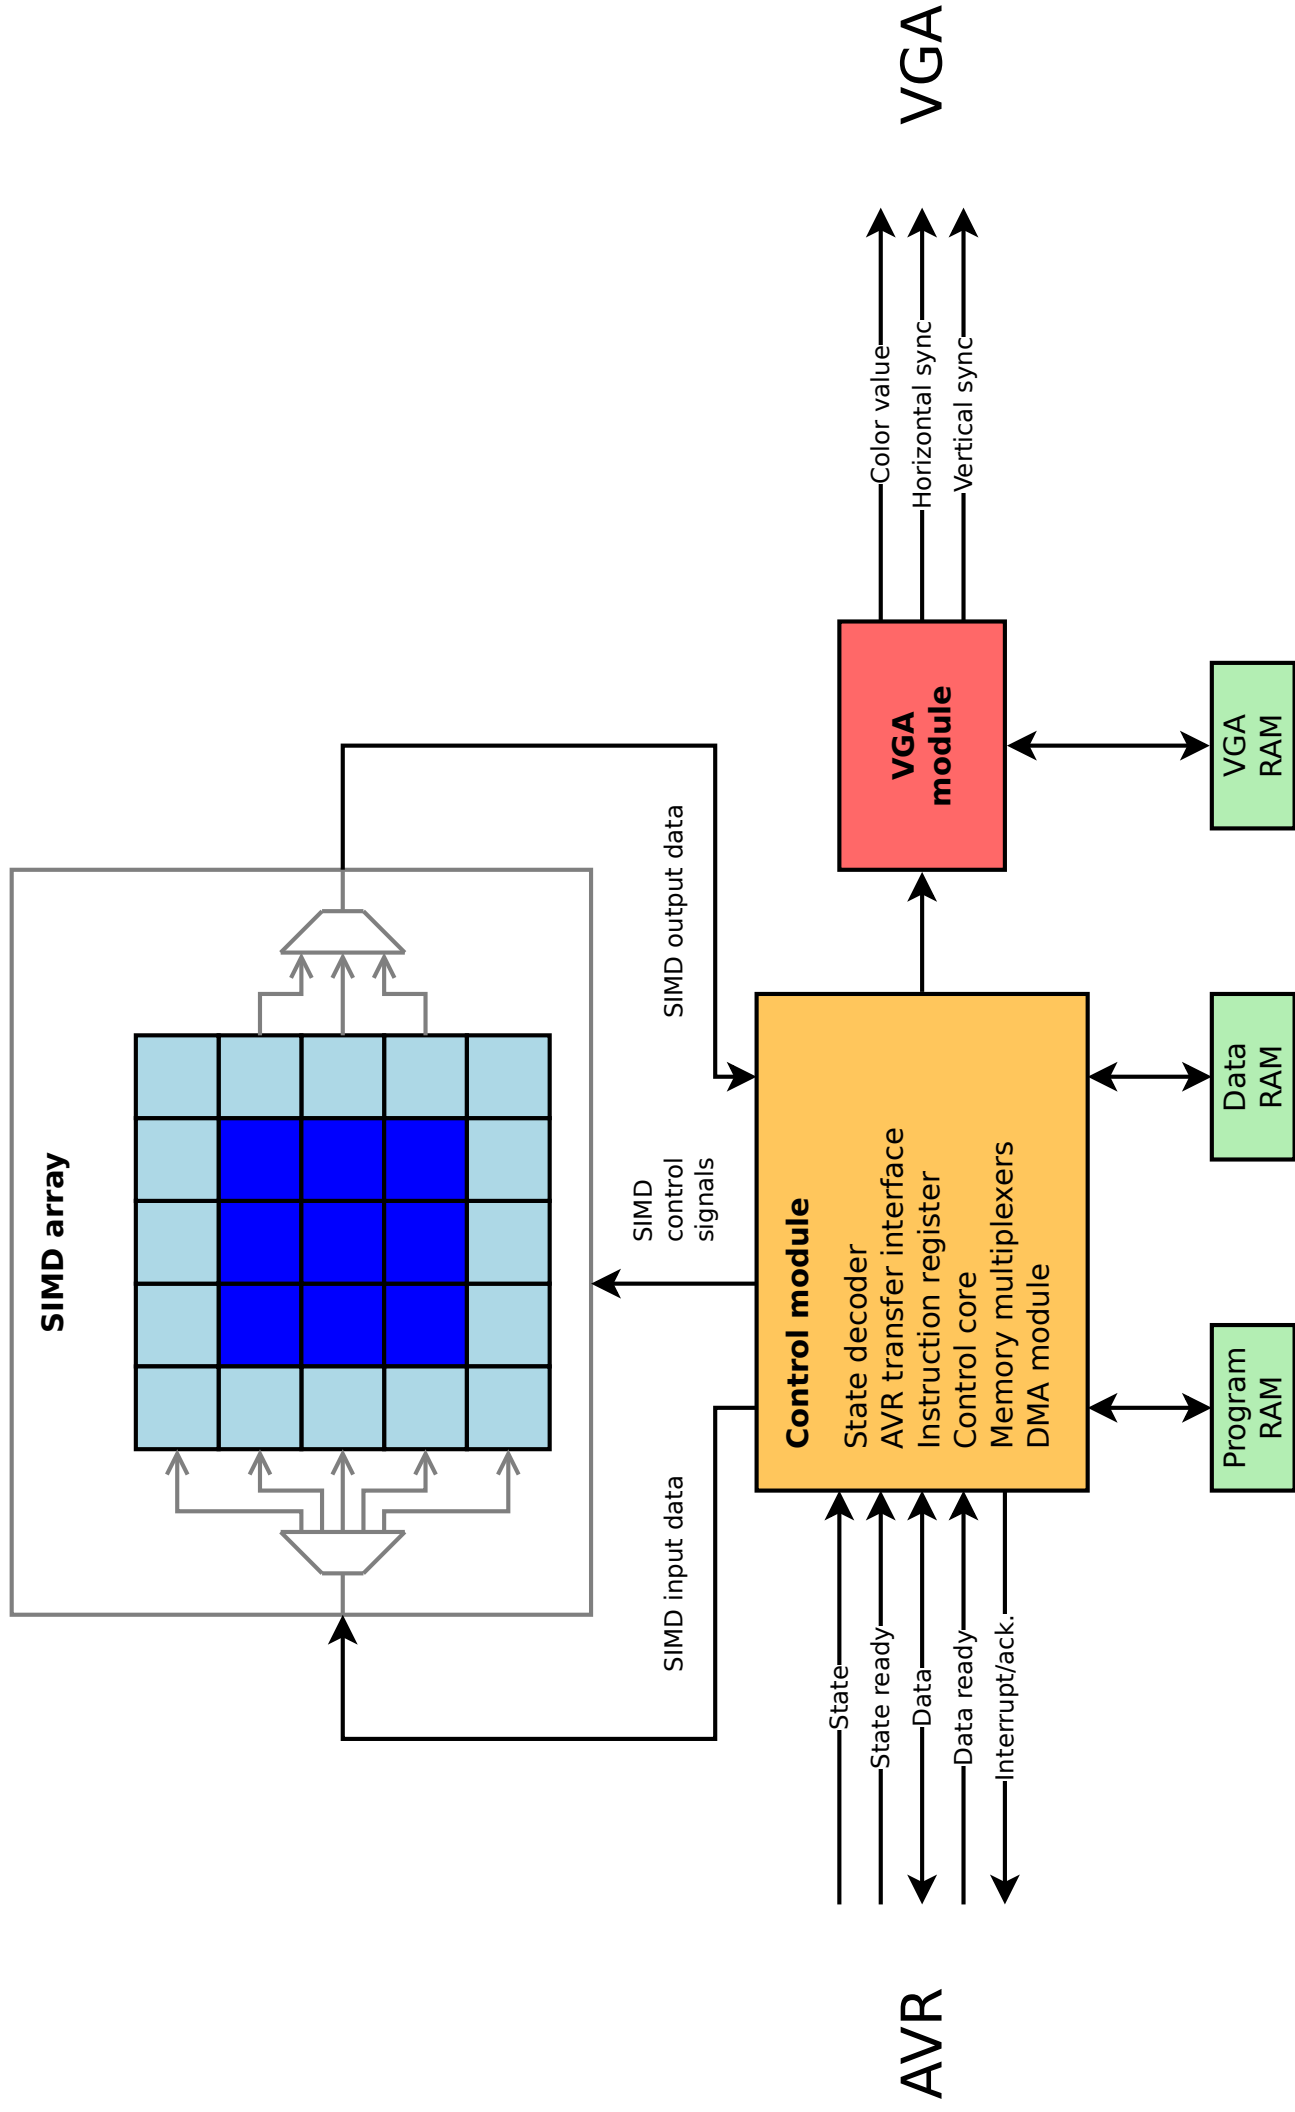 SIMD array
SIMD input data
SIMD
control
signals
SIMD output data
AVR
State
State ready
Data
Data ready
Interrupt/ack.
Control module
State decoder
AVR transfer interface
Instruction register
Control core
Memory multiplexers
DMA module
VGA
module
Color value
Horizontal sync
Vertical sync
VGA
Program
RAM
Data
RAM
VGA
RAM